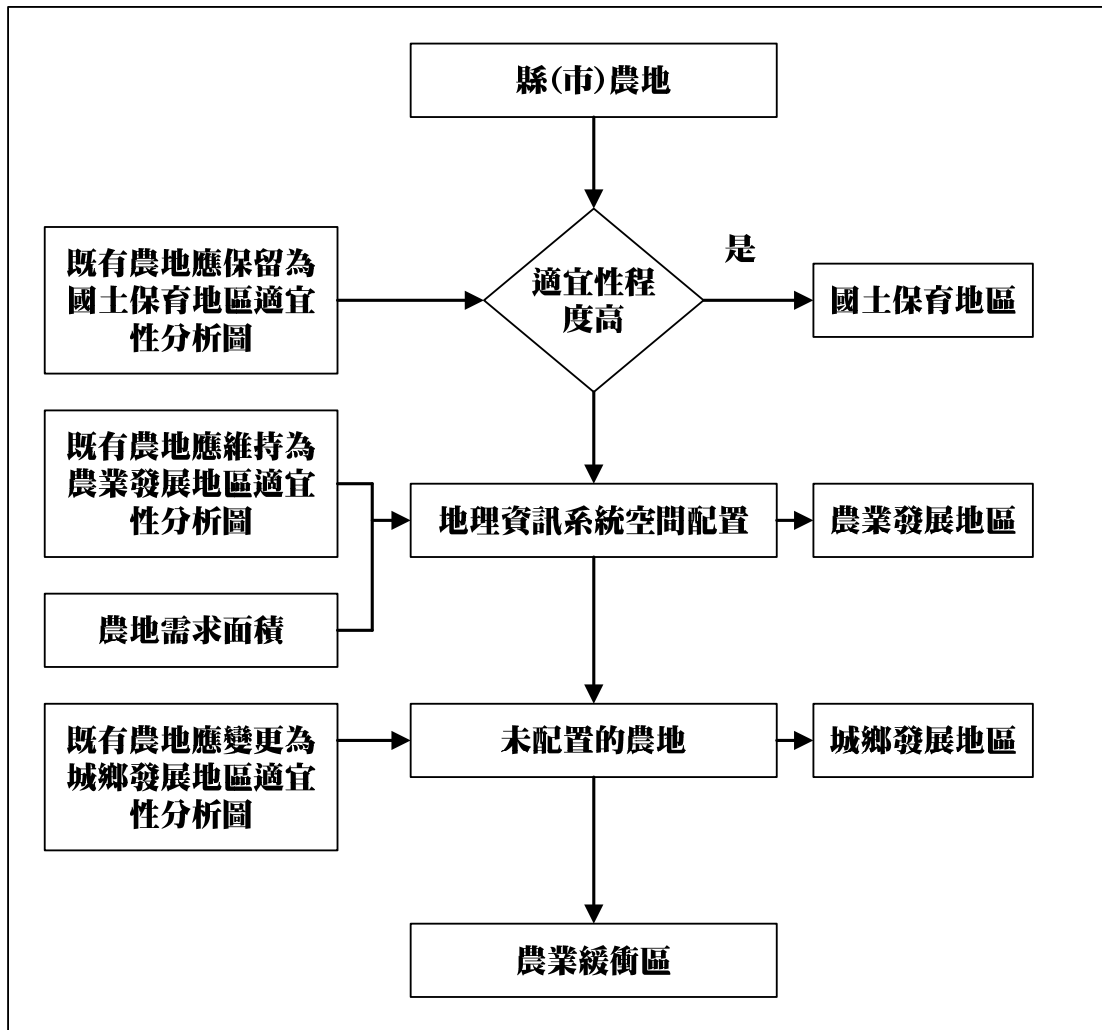 縣(市)農地
既有農地應保留為
國土保育地區適宜
性分析圖
適宜性程
度高
是
國土保育地區
既有農地應維持為
農業發展地區適宜
性分析圖
地理資訊系統空間配置
農業發展地區
農地需求面積
既有農地應變更為
城鄉發展地區適宜
性分析圖
未配置的農地
城鄉發展地區
農業緩衝區